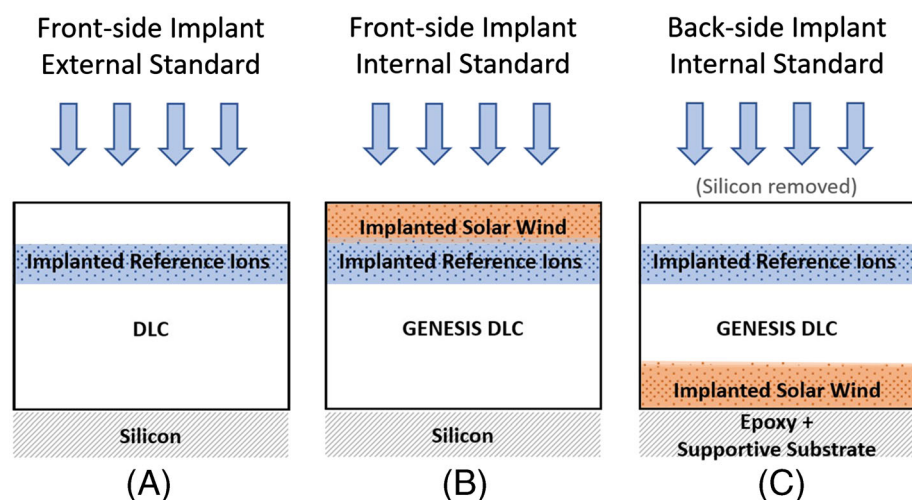 Front-side Implant
External Standard
Implanted Reference Ions
DLC
Silicon
(A)
Front-side Implant
Internal Standard
Implanted Solar Wind
Implanted Reference Ions
GENESIS DLC
Silicon
(B)
Back-side Implant
Internal Standard
(Silicon removed)
Implanted Reference Ions
GENESIS DLC
Implanted Solar Wind
Epoxy +
Supportive Substrate
(C)